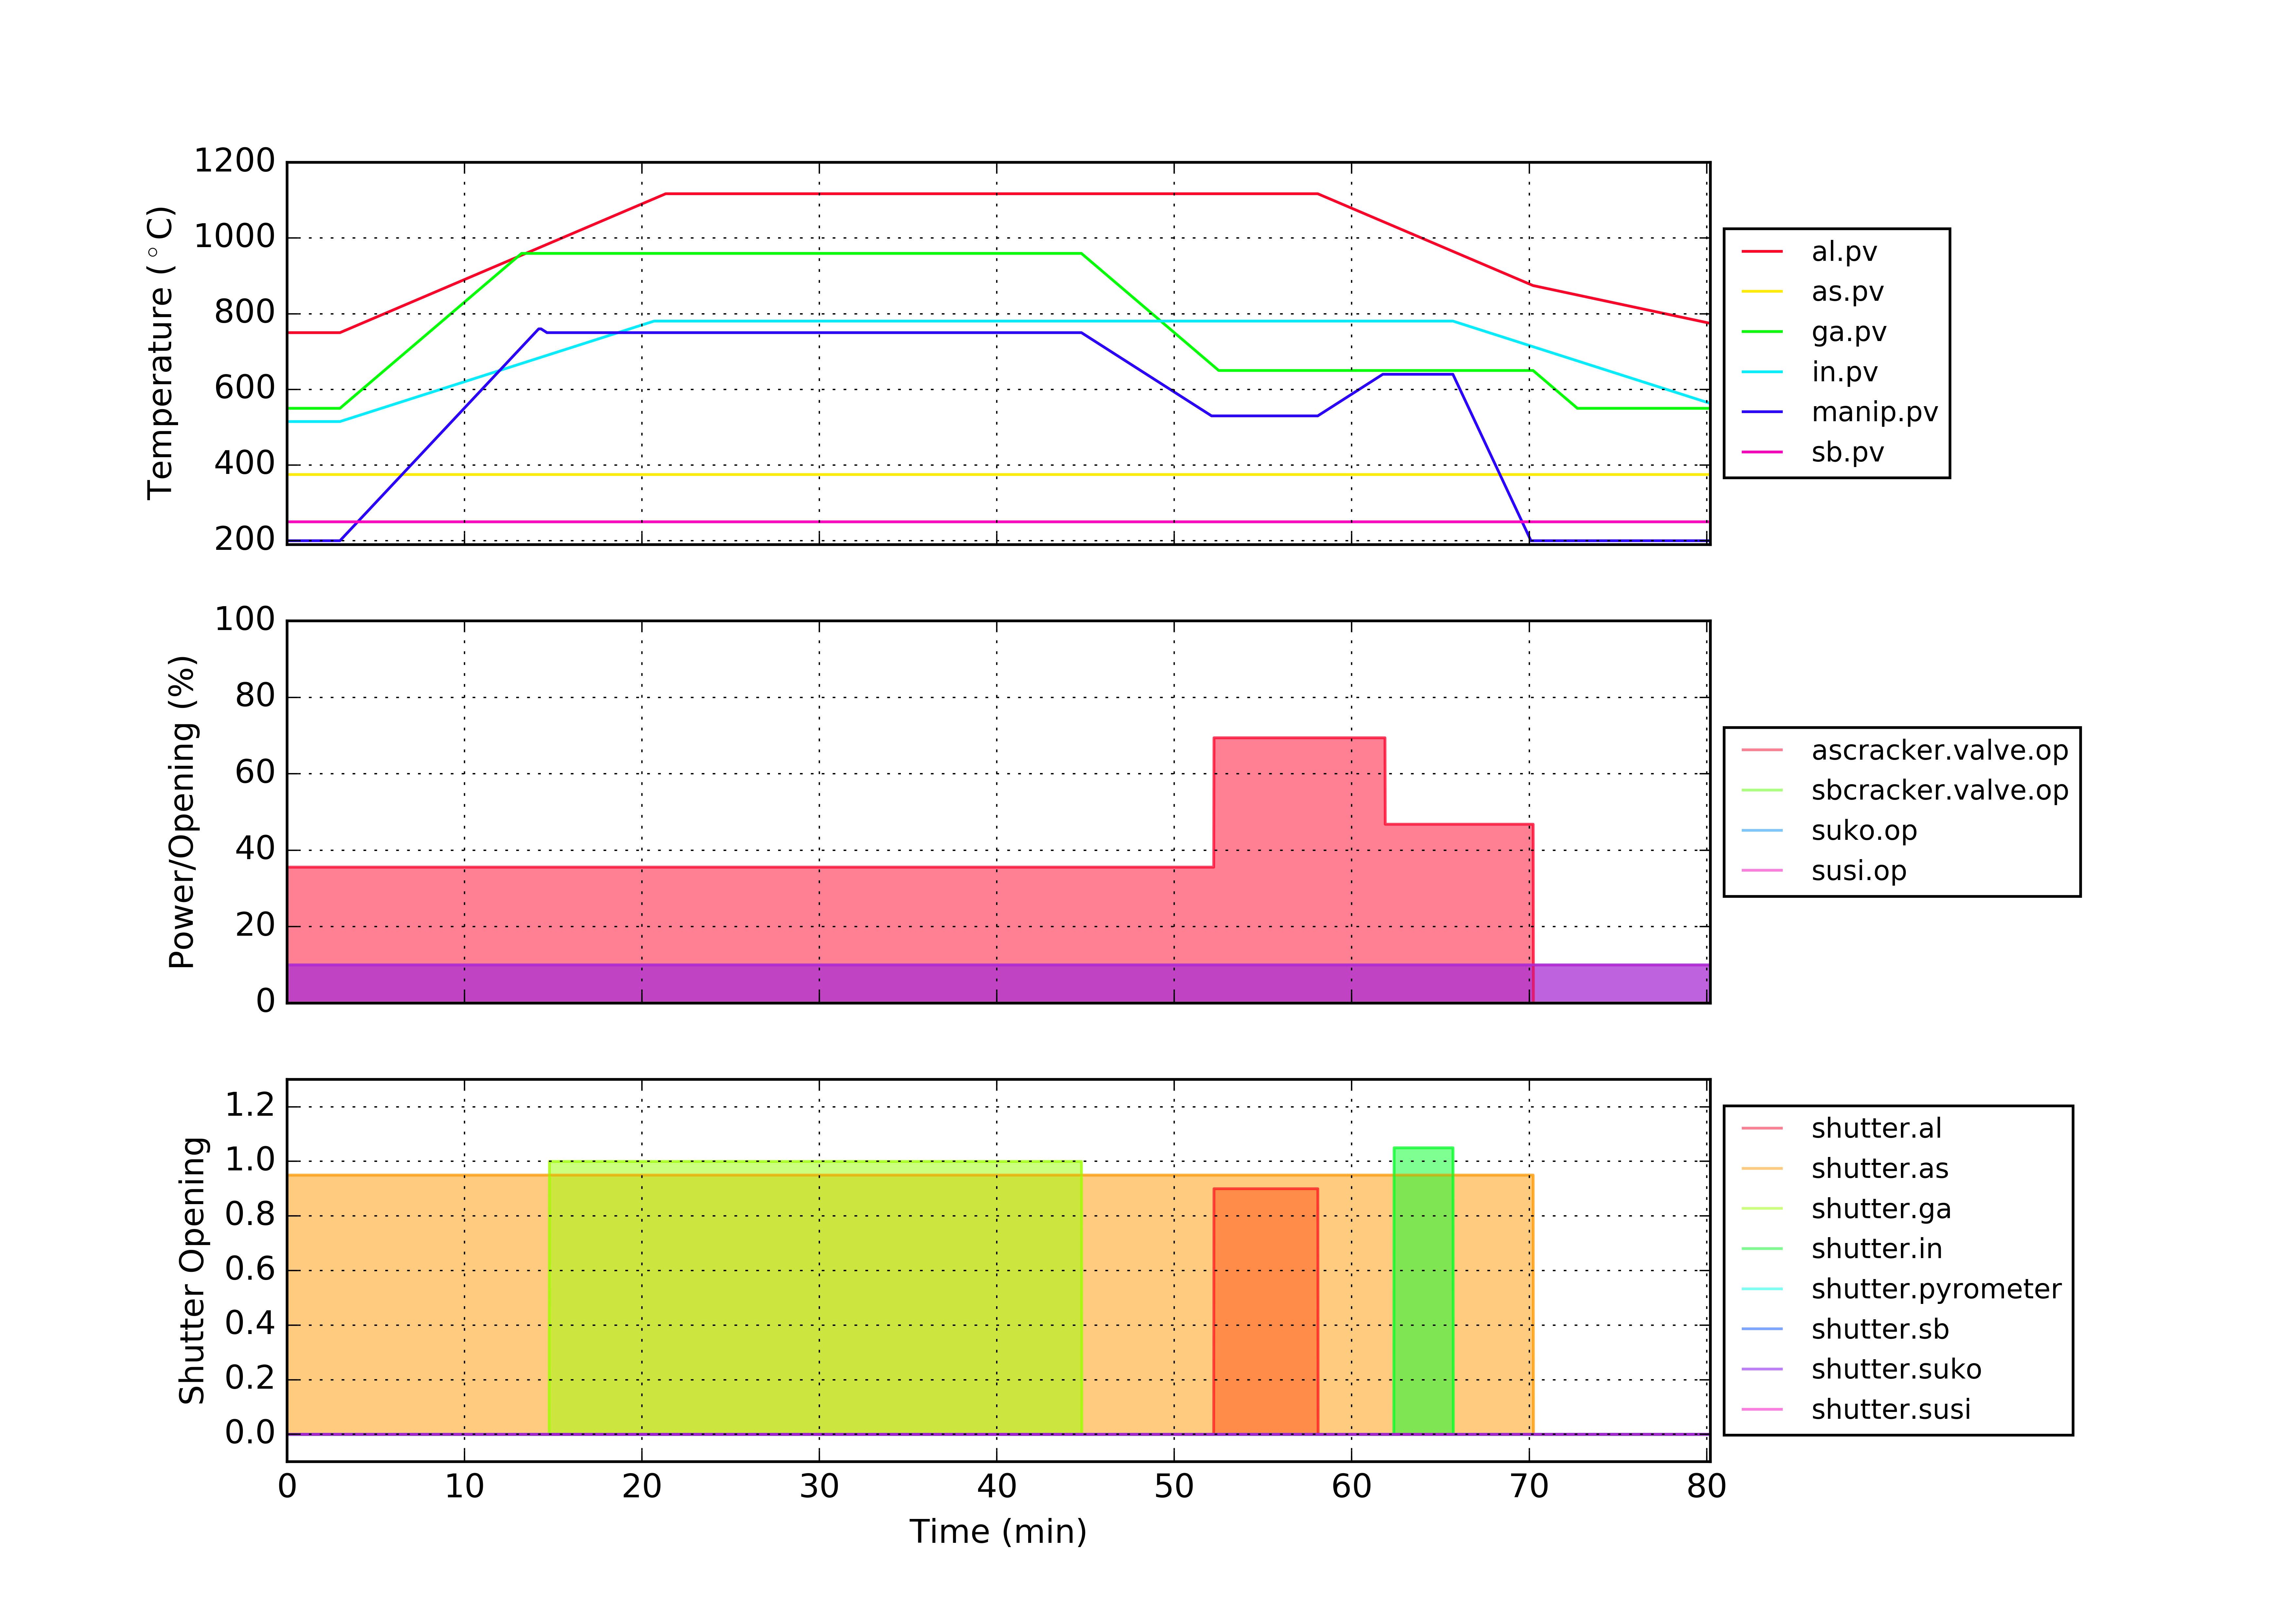 1200
1000
800
600
400
200
Temperature (°C)
al.pv
as.pv
ga.pv
in.pv
manip.pv
sb.pv
100
80
60
40
20
0
Power/Opening (%)
ascracker.valve.op
sbcracker.valve.op
suko.op
susi.op
1.2
1.0
0.8
0.6
0.4
0.2
0.0
Shutter Opening
shutter.al
shutter.as
shutter.ga
shutter.in
shutter.pyrometer
shutter.sb
shutter.suko
shutter.susi
0 10 20 30 40 50 60 70 80
Time (min)